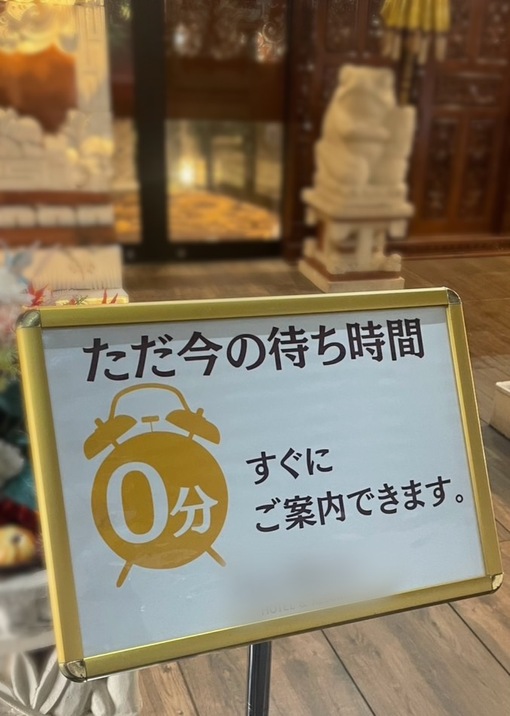 ただ今の待ち時間
0分
すぐに
ご案内できます。